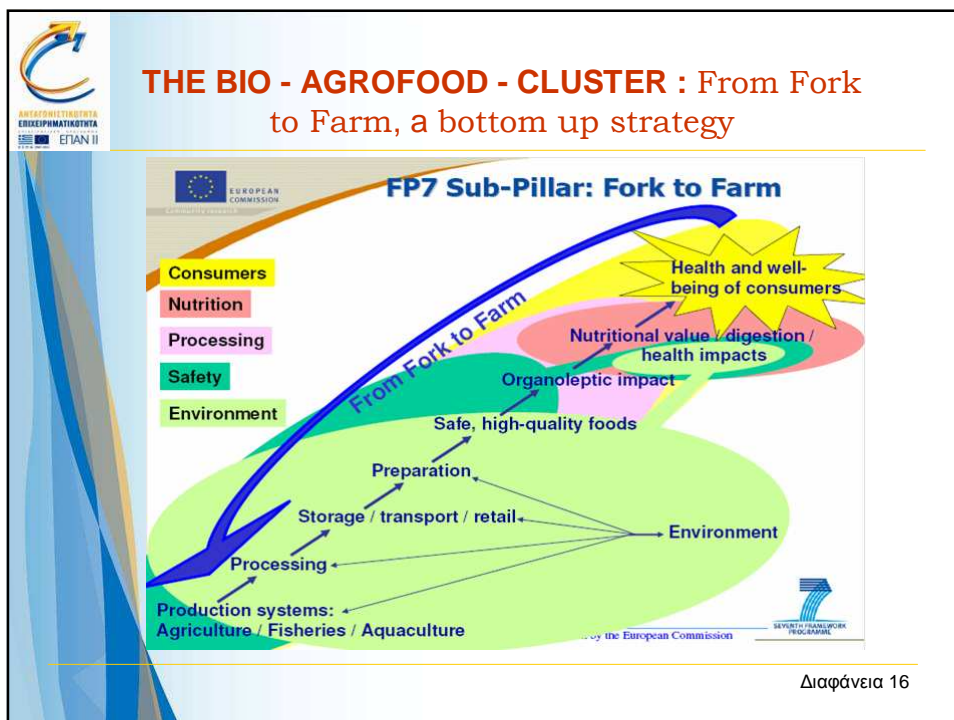 THE BIO - AGROFOOD - CLUSTER : From Fork
to Farm, a bottom up strategy
ΑΝΤΑΓΩΝΙΣΤΙΚΟΤΗΤΑ
ΕΠΙΧΕΙΡΗΜΑΤΙΚΟΤΗΤΑ
ΕΠΑΝ II
EUROPEAN
COMMISSION
Community research
FP7 Sub-Pillar: Fork to Farm
Consumers
Nutrition
Processing
Safety
Environment
From Fork to Farm
Health and well-
being of consumers
Nutritional value / digestion /
health impacts
Organoleptic impact
Safe, high-quality foods
Preparation
Storage / transport / retail
Environment
Processing
Production systems:
Agriculture / Fisheries / Aquaculture
by the European Commission
SEVENTH FRAMEWORK
PROGRAMME
Διαφάνεια 16